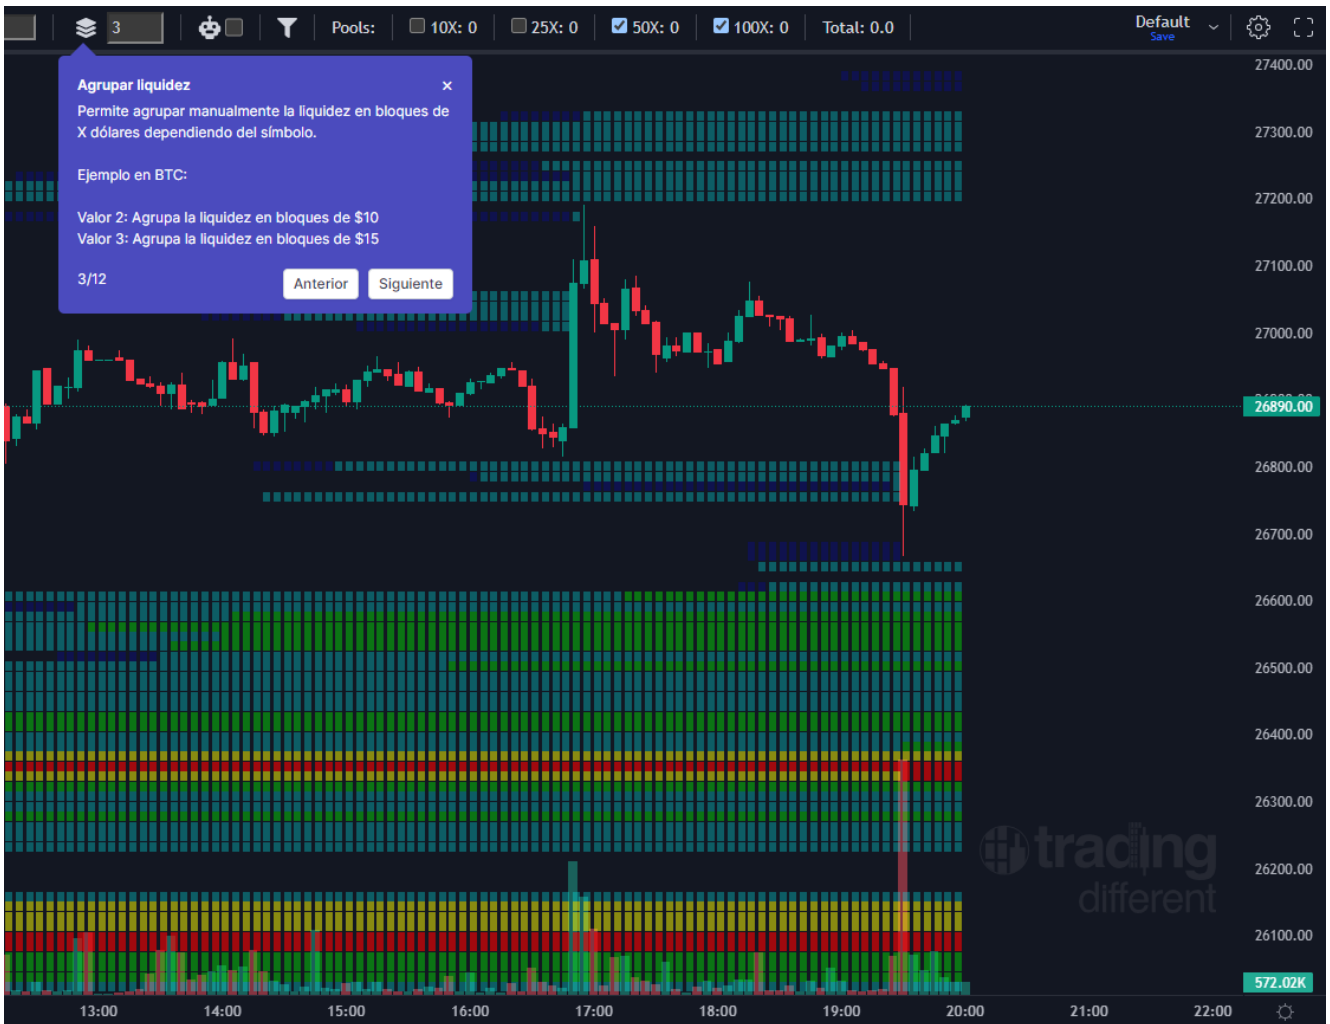 3
Pools:
10X: 0
25X: 0
50X: 0
100X: 0
Total: 0.0
Default
Save
Agrupar liquidez
×
Permite agrupar manualmente la liquidez en bloques de
X dólares dependiendo del símbolo.
Ejemplo en BTC:
Valor 2: Agrupa la liquidez en bloques de $10
Valor 3: Agrupa la liquidez en bloques de $15
3/12
Anterior
Siguiente
27400.00
27300.00
27200.00
27100.00
27000.00
26890.00
26800.00
26700.00
26600.00
26500.00
26400.00
26300.00
26200.00
26100.00
572.02K
trading
different
13:00
14:00
15:00
16:00
17:00
18:00
19:00
20:00
21:00
22:00